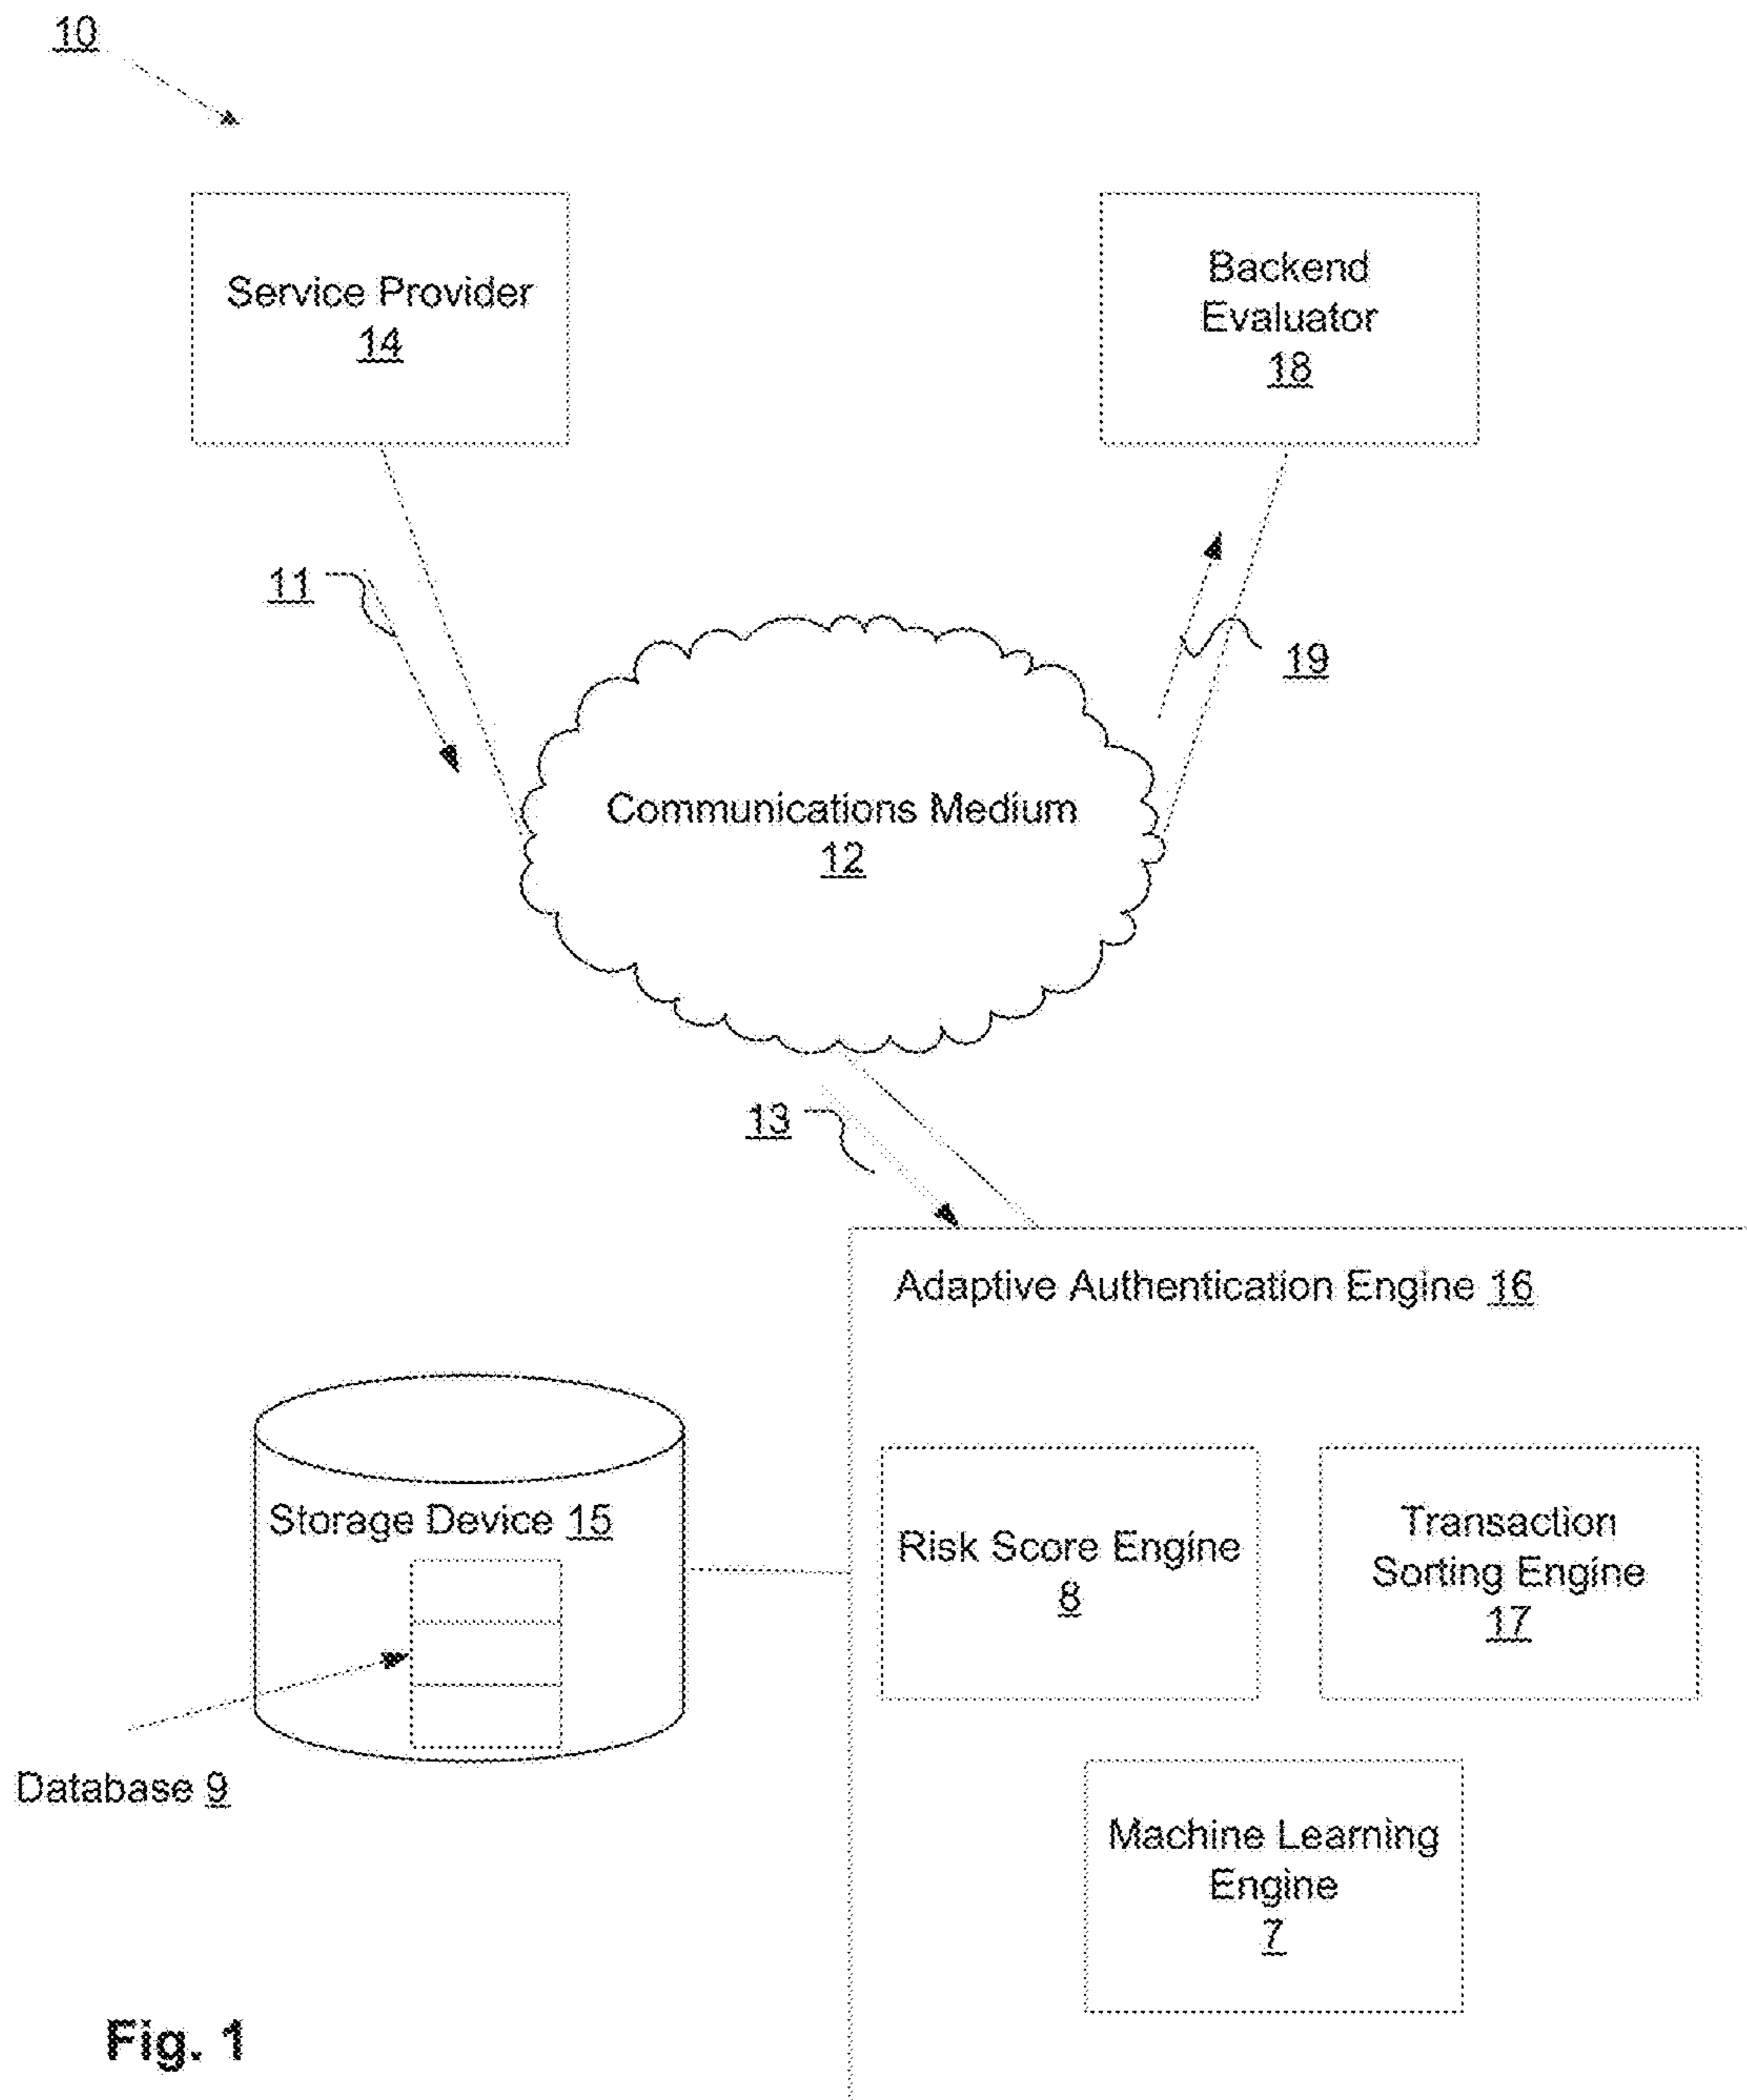 10
Service Provider
14
Backend
Evaluator
18
11
19
Communications Medium
12
13
Adaptive Authentication Engine 16
Storage Device 15
Risk Score Engine
8
Transaction
Sorting Engine
17
Database 9
Machine Learning
Engine
7
Fig. 1